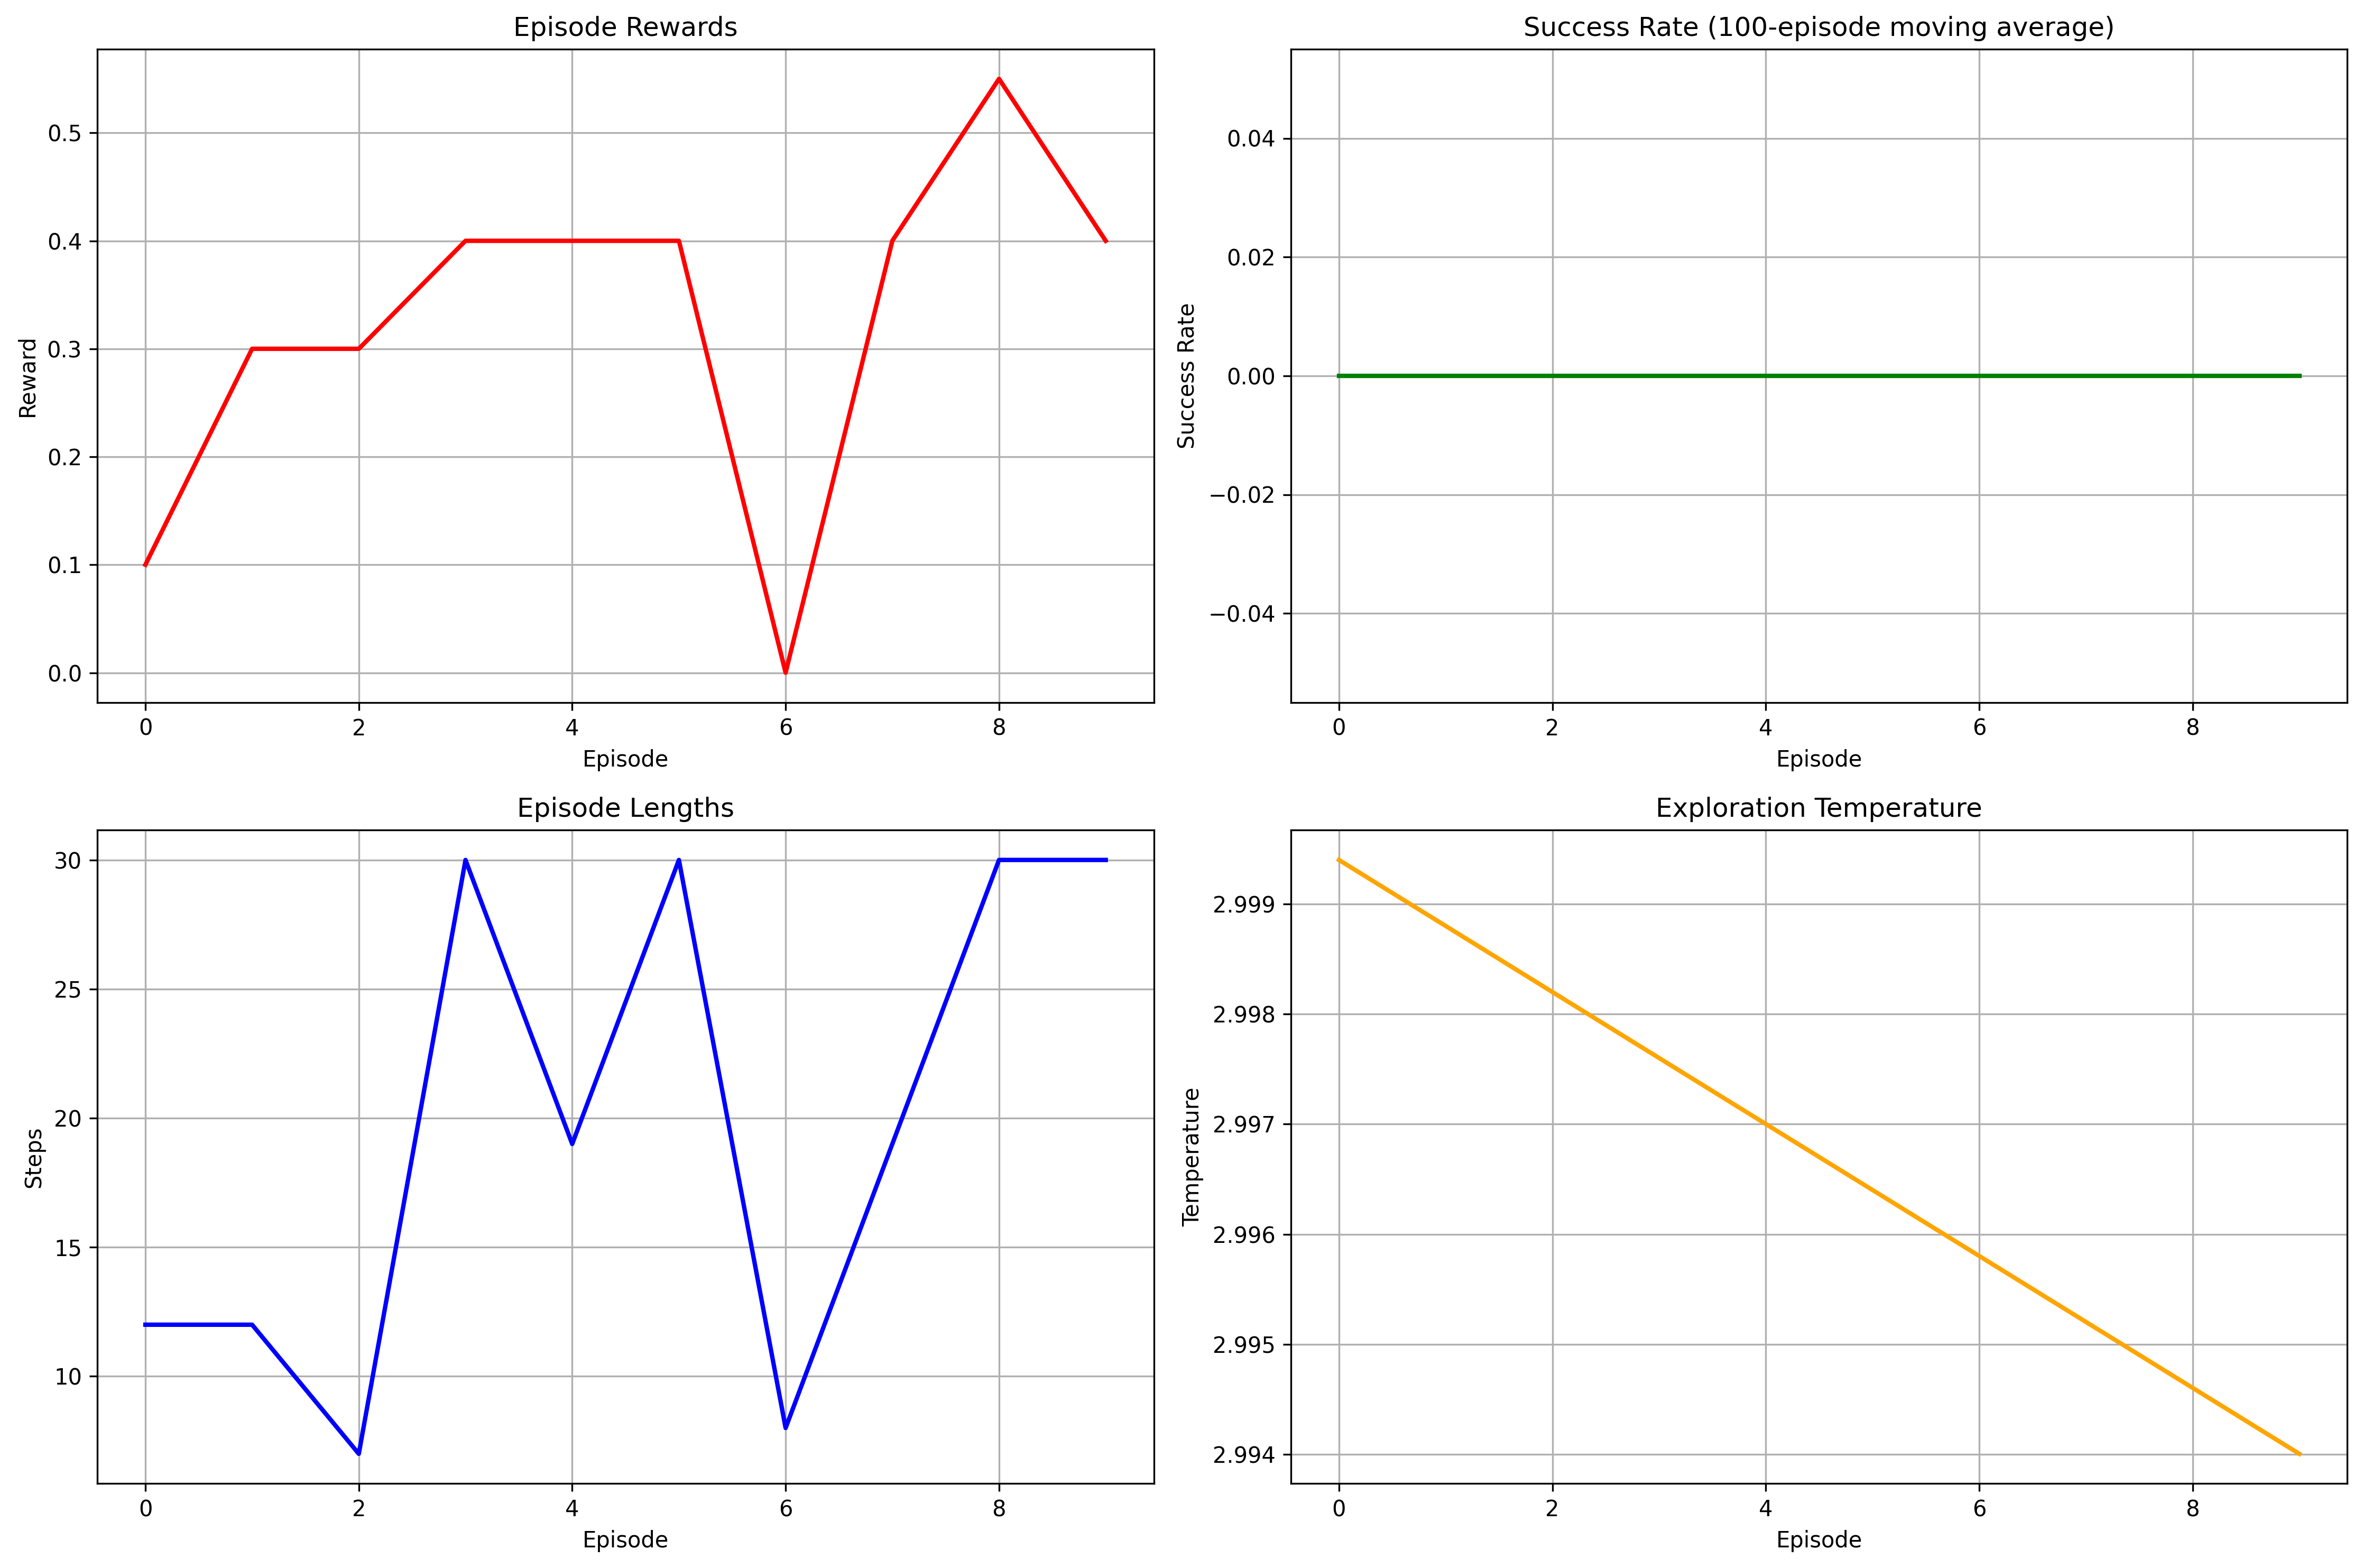 Episode Rewards
Reward
0.5
0.4
0.3
0.2
0.1
0.0
0 2 4 6 8
Episode
Success Rate (100-episode moving average)
Success Rate
0.04
0.02
0.00
−0.02
−0.04
0 2 4 6 8
Episode
Episode Lengths
Steps
30
25
20
15
10
0 2 4 6 8
Episode
Exploration Temperature
Temperature
2.999
2.998
2.997
2.996
2.995
2.994
0 2 4 6 8
Episode